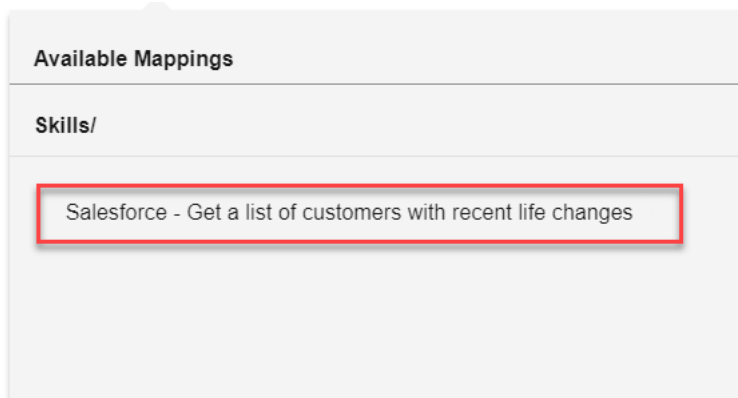 Available Mappings
Skills/
Salesforce - Get a list of customers with recent life changes